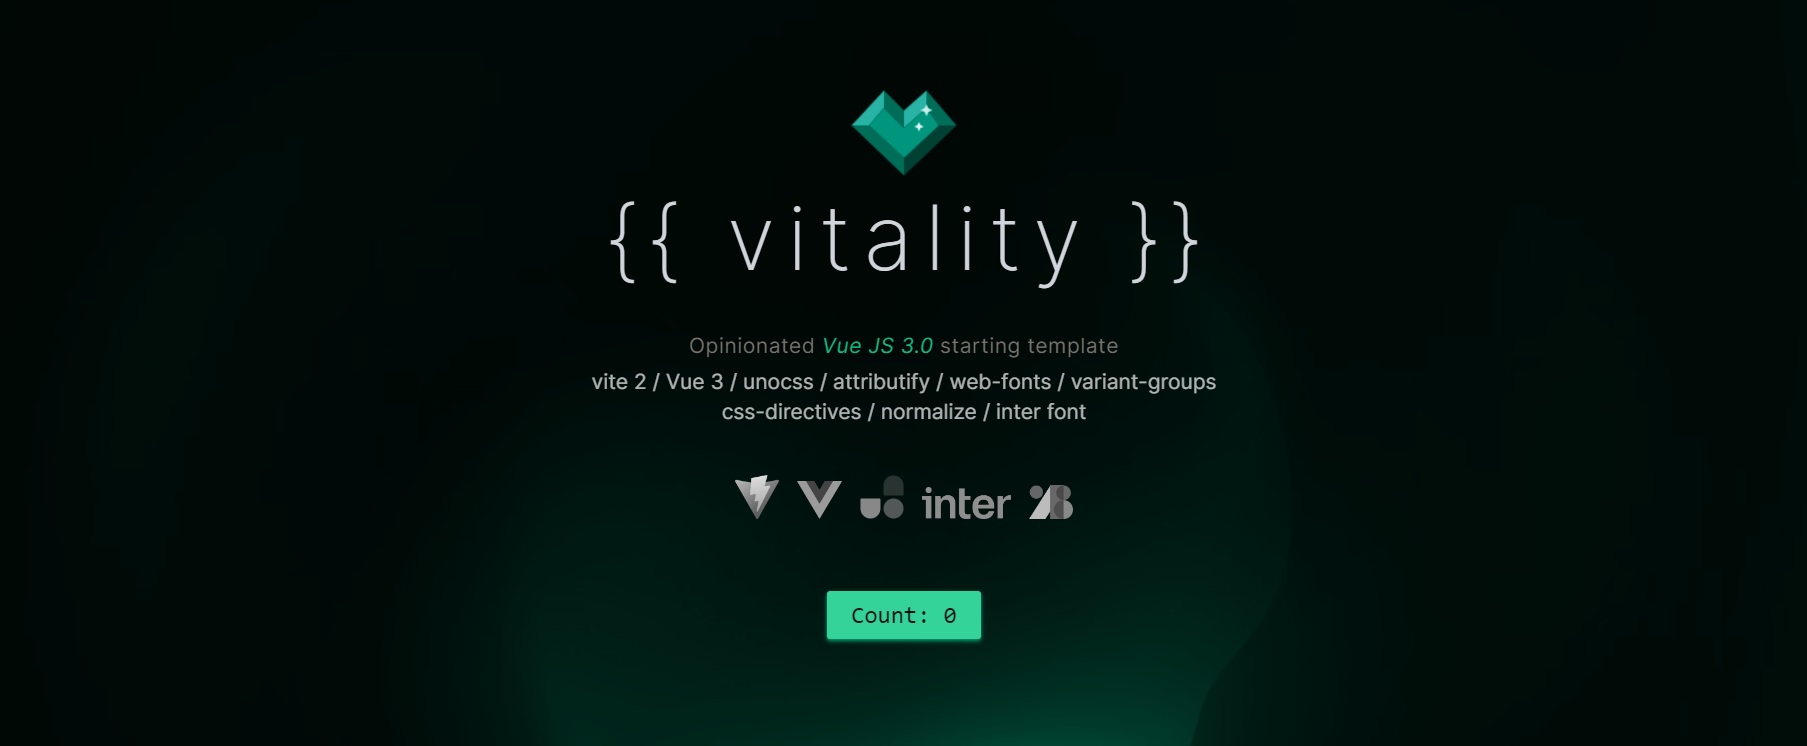 {{ vitality }}
Opinionated Vue JS 3.0 starting template
vite 2 / Vue 3 / unocss / attributify / web-fonts / variant-groups
css-directives / normalize / inter font
inter
Count: 0